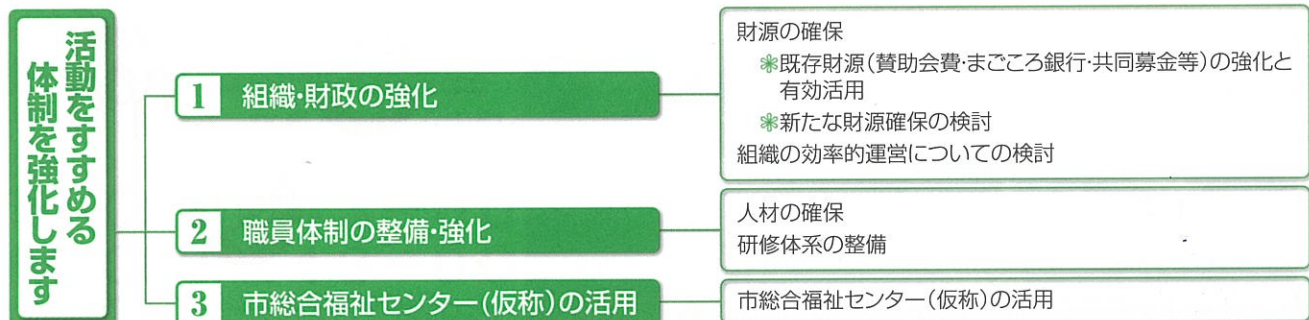 活動をすすめる
体制を強化します
1 組織・財政の強化
財源の確保
❃既存財源(賛助会費・まごころ銀行・共同募金等)の強化と
有効活用
❃新たな財源確保の検討
組織の効率的運営についての検討
2 職員体制の整備・強化
人材の確保
研修体系の整備
3 市総合福祉センター(仮称)の活用
市総合福祉センター(仮称)の活用